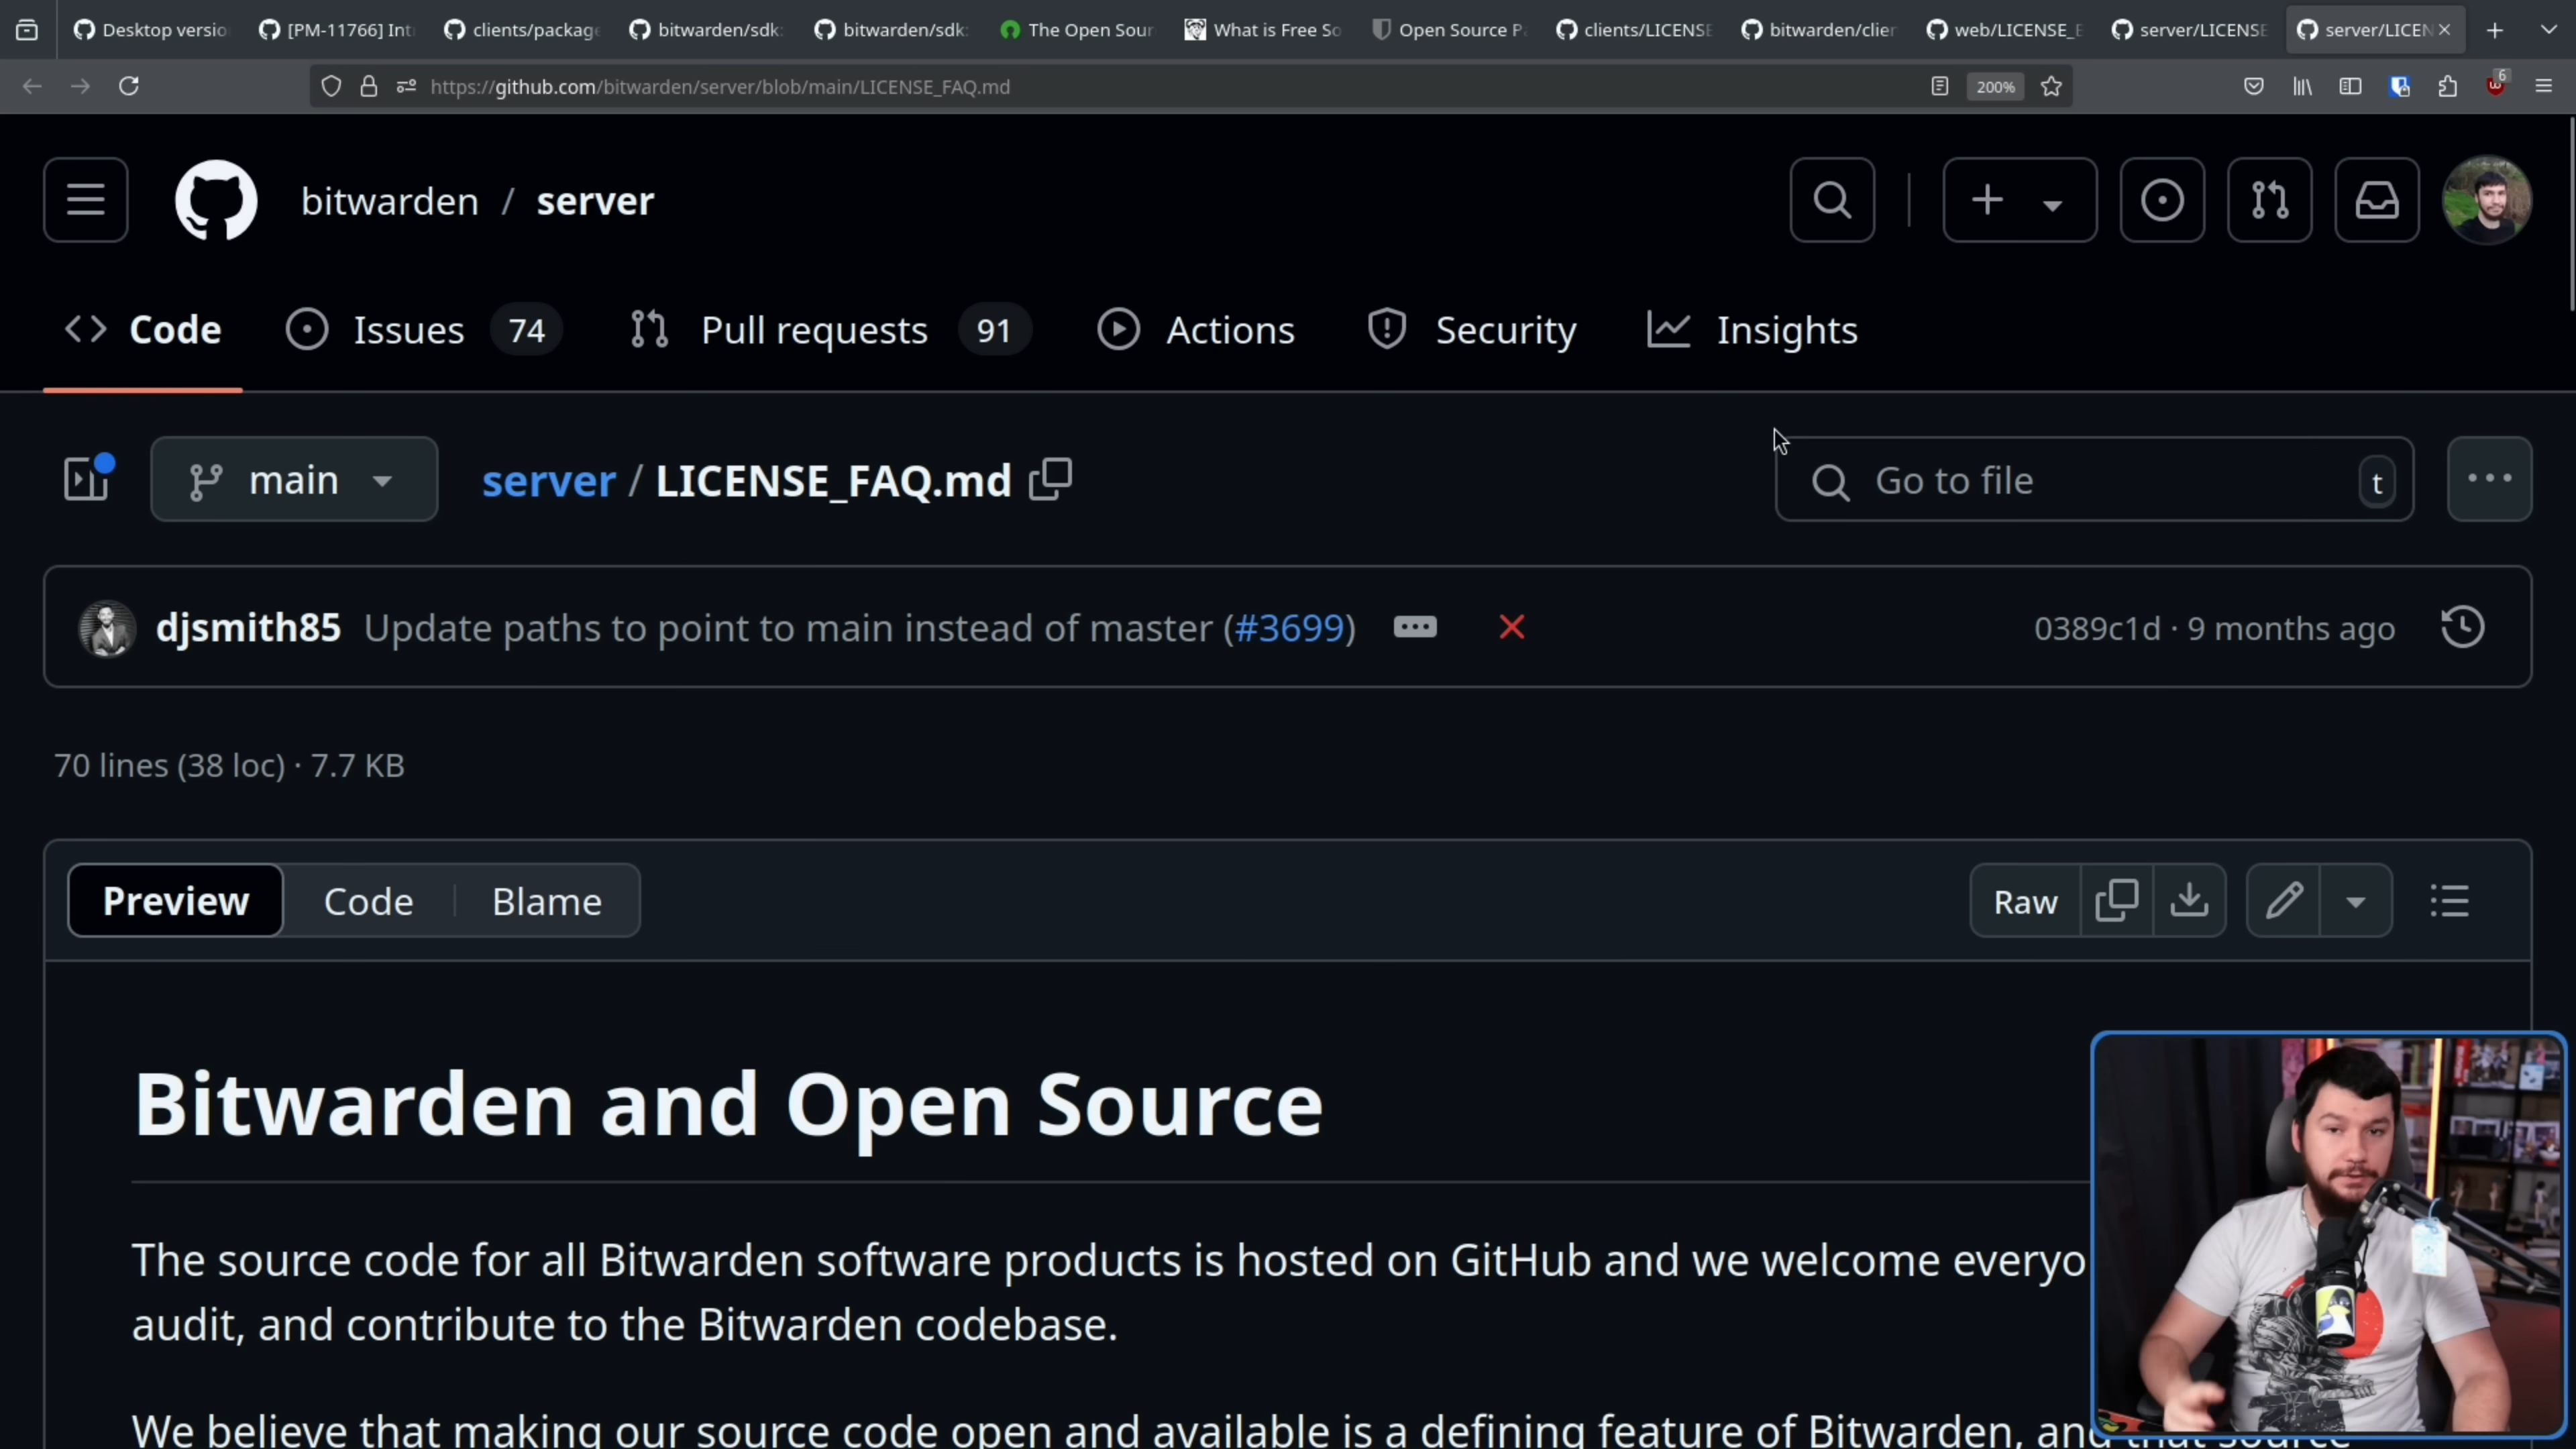 Desktop versio
[PM-11766] Int
clients/package
bitwarden/sdk
bitwarden/sdk
The Open Sour
What is Free So
Open Source P
clients/LICENSE
bitwarden/clien
web/LICENSE_
server/LICENSE
server/LICEN
https://github.com/bitwarden/server/blob/main/LICENSE_FAQ.md
200%
6
bitwarden / server
Code
Issues 74
Pull requests 91
Actions
Security
Insights
main
server / LICENSE_FAQ.md
Go to file
t
djsmith85 Update paths to point to main instead of master (#3699)
0389c1d · 9 months ago
70 lines (38 loc) · 7.7 KB
Preview
Code
Blame
Raw
Bitwarden and Open Source
The source code for all Bitwarden software products is hosted on GitHub and we welcome everyo
audit, and contribute to the Bitwarden codebase.
We believe that making our source code open and available is a defining feature of Bitwarden, and that source